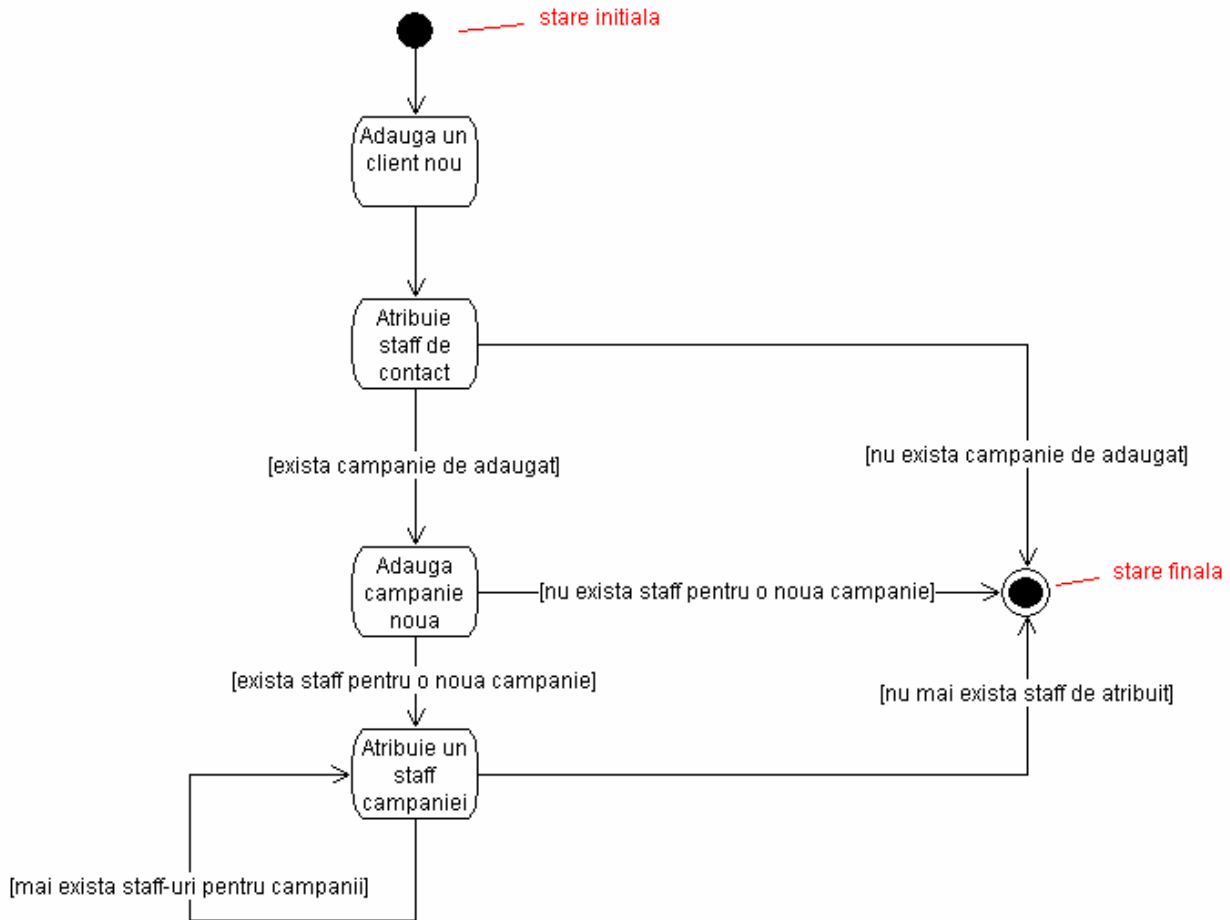 stare initiala
Adauga un
client nou
Atribuie
staff de
contact
[exista campanie de adaugat]
[nu exista campanie de adaugat]
Adauga
campanie
noua
[nu exista staff pentru o noua campanie]
stare finala
[exista staff pentru o noua campanie]
[nu mai exista staff de atribuit]
Atribuie un
staff
campaniei
[mai exista staff-uri pentru campanii]